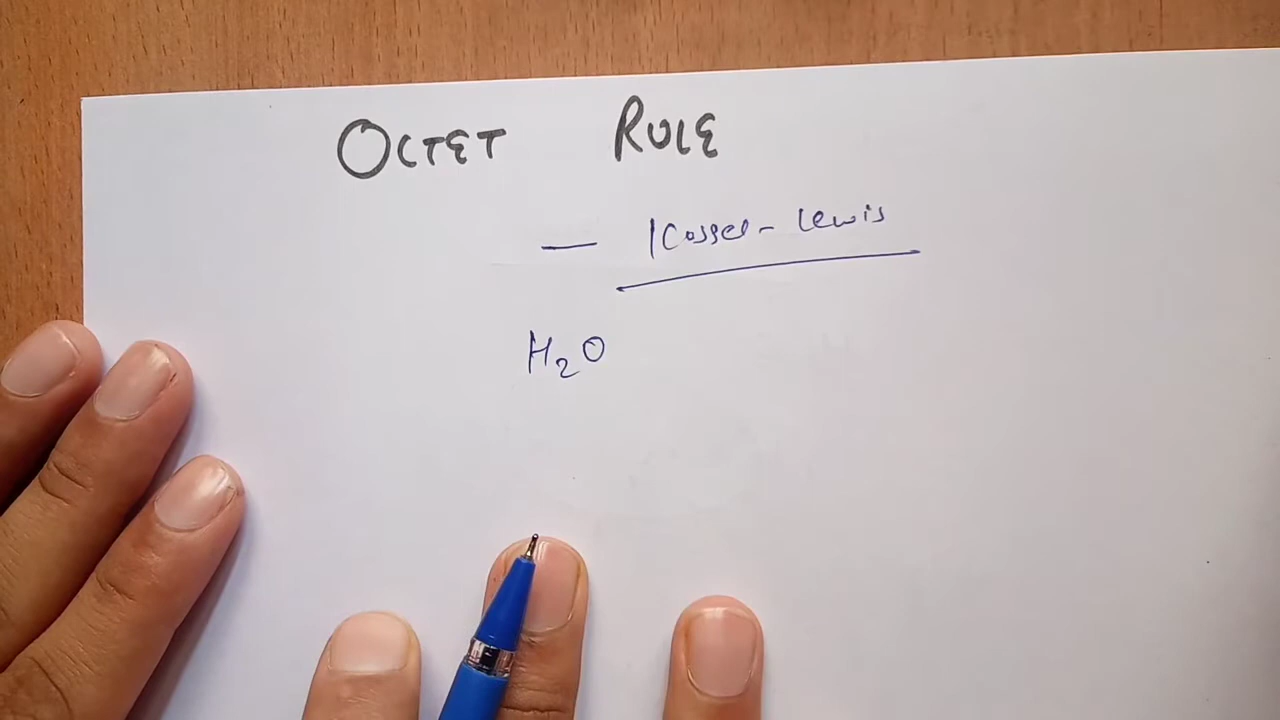 OCTET RULE
— Kossel - Lewis
H₂O